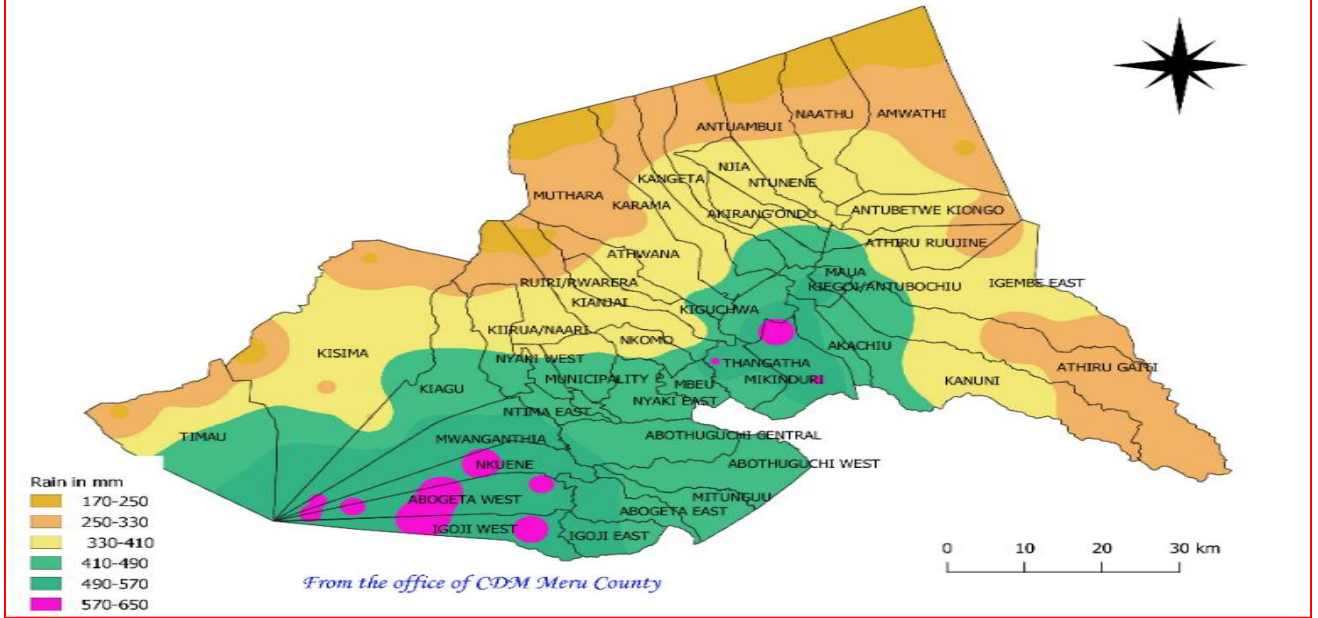 NAATHU
AMWATHI
ANTUAMBUI
NJIA
KANGETA
NTUNENE
MUTHARA
KARAMA
AKIRANG'ONDU
ANTUBETWE KIONGO
ATHIRU RUUJINE
ATHWANA
MAUA
RUIRI/RWARERA
KIEGOI/ANTUBOCHIU
IGEMBE EAST
KIANJAI
KIGUCHWA
KIIRUA/NAARI
NKOMO
AKACHIU
KISIMA
NYAKI WEST
THANGATHA
ATHIRU GAITI
MUNICIPALITY
MBEU
MIKINDURI
KANUNI
KIAGU
NYAKI EAST
NTIMA EAST
TIMAU
MWANGANTHIA
ABOTHUGUCHI CENTRAL
NKUENE
ABOTHUGUCHI WEST
ABOGETA WEST
MITUNGUU
ABOGETA EAST
IGOJI WEST
IGOJI EAST
Rain in mm
170-250
250-330
330-410
410-490
490-570
570-650
0 10 20 30 km
From the office of CDM Meru County